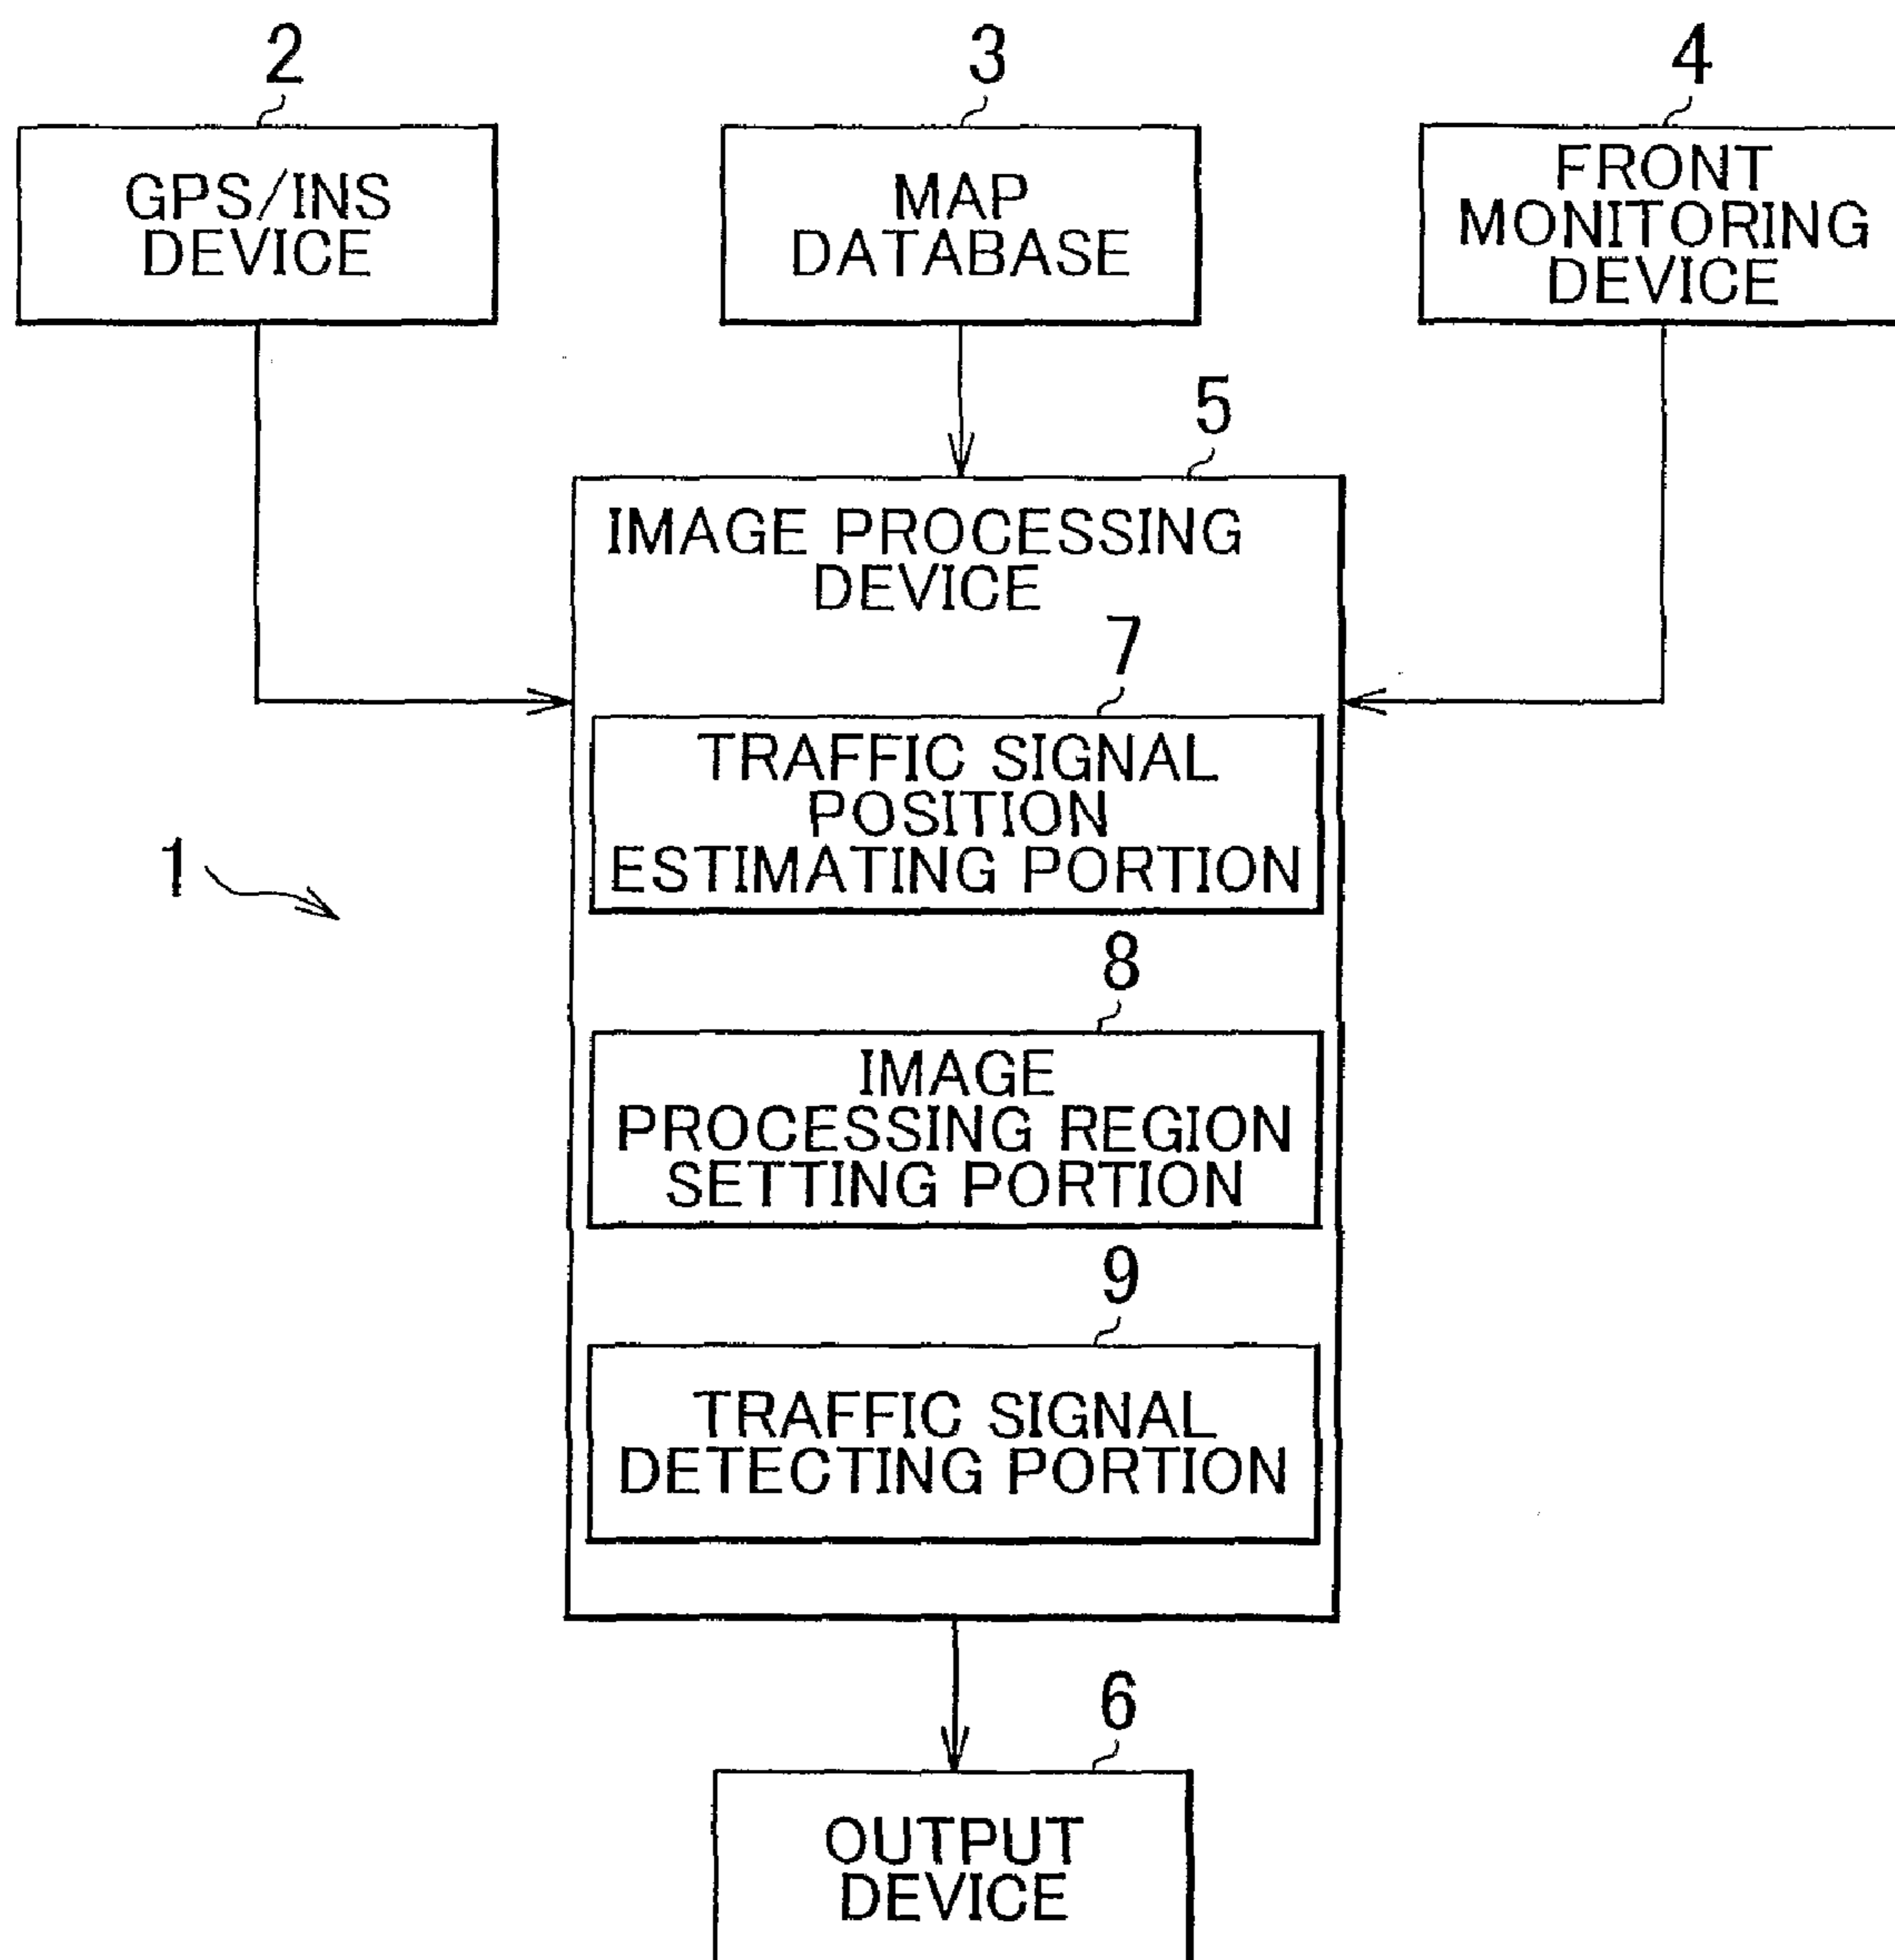 2
3
4
GPS/INS
DEVICE
MAP
DATABASE
FRONT
MONITORING
DEVICE
5
IMAGE PROCESSING
DEVICE
7
TRAFFIC SIGNAL
POSITION
ESTIMATING PORTION
1
8
IMAGE
PROCESSING REGION
SETTING PORTION
9
TRAFFIC SIGNAL
DETECTING PORTION
6
OUTPUT
DEVICE